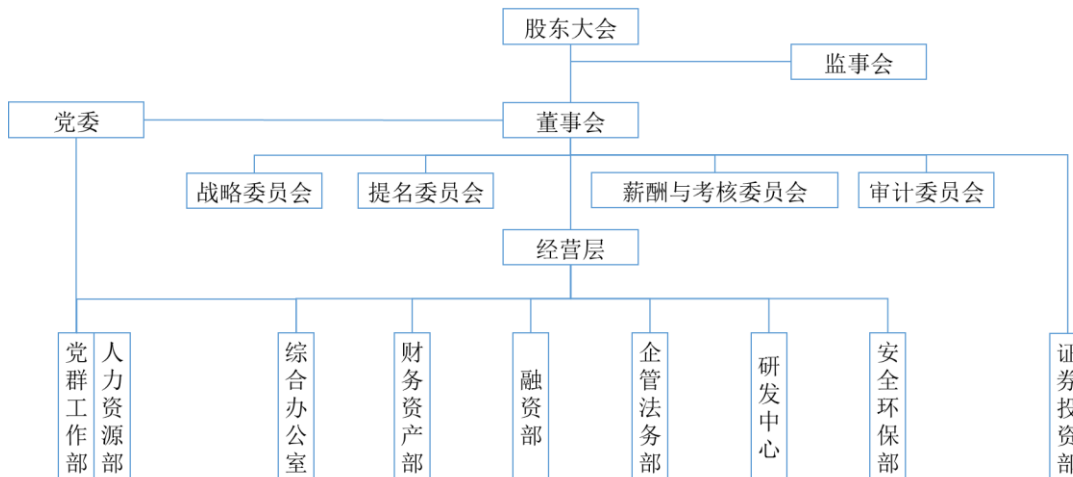 股东大会
监事会
党委
董事会
战略委员会
提名委员会
薪酬与考核委员会
审计委员会
经营层
党群工作部
人力资源部
综合办公室
财务资产部
融资部
企管法务部
研发中心
安全环保部
证券投资部